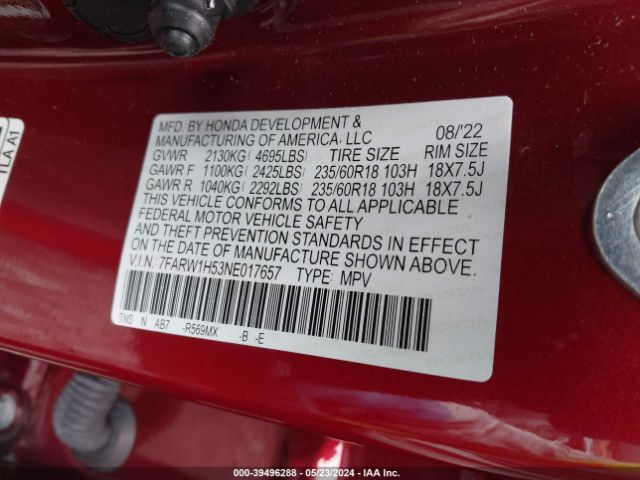 MFD. BY HONDA DEVELOPMENT &
MANUFACTURING OF AMERICA, LLC 08/'22
GVWR 2130KG( 4695LBS) TIRE SIZE RIM SIZE
GAWR F 1100KG( 2425LBS) 235/60R18 103H 18X7.5J
GAWR R 1040KG( 2292LBS) 235/60R18 103H 18X7.5J
THIS VEHICLE CONFORMS TO ALL APPLICABLE
FEDERAL MOTOR VEHICLE SAFETY
AND THEFT PREVENTION STANDARDS IN EFFECT
ON THE DATE OF MANUFACTURE SHOWN ABOVE.
V.I.N.: 7FARW1H53NE017657 TYPE: MPV
TNS N AB7 -R569MX -B -E
TLA A1
000-39496288 - 05/23/2024 - IAA Inc.